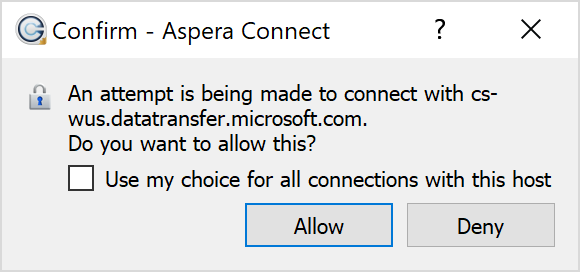 Confirm - Aspera Connect
?
An attempt is being made to connect with cs-
wus.datatransfer.microsoft.com.
Do you want to allow this?
Use my choice for all connections with this host
Allow Deny